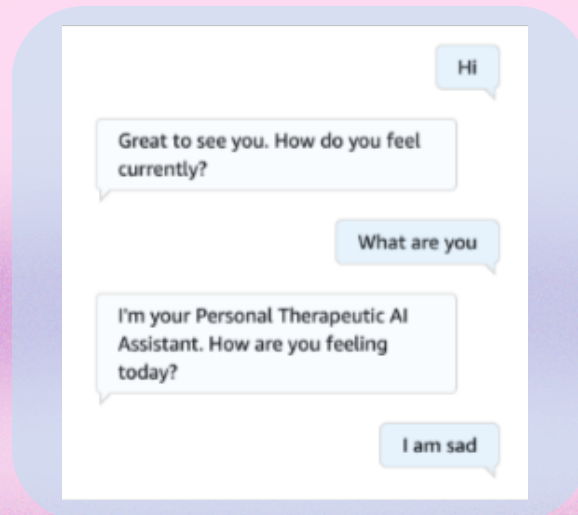 Hi
Great to see you. How do you feel
currently?
What are you
I'm your Personal Therapeutic AI
Assistant. How are you feeling
today?
I am sad